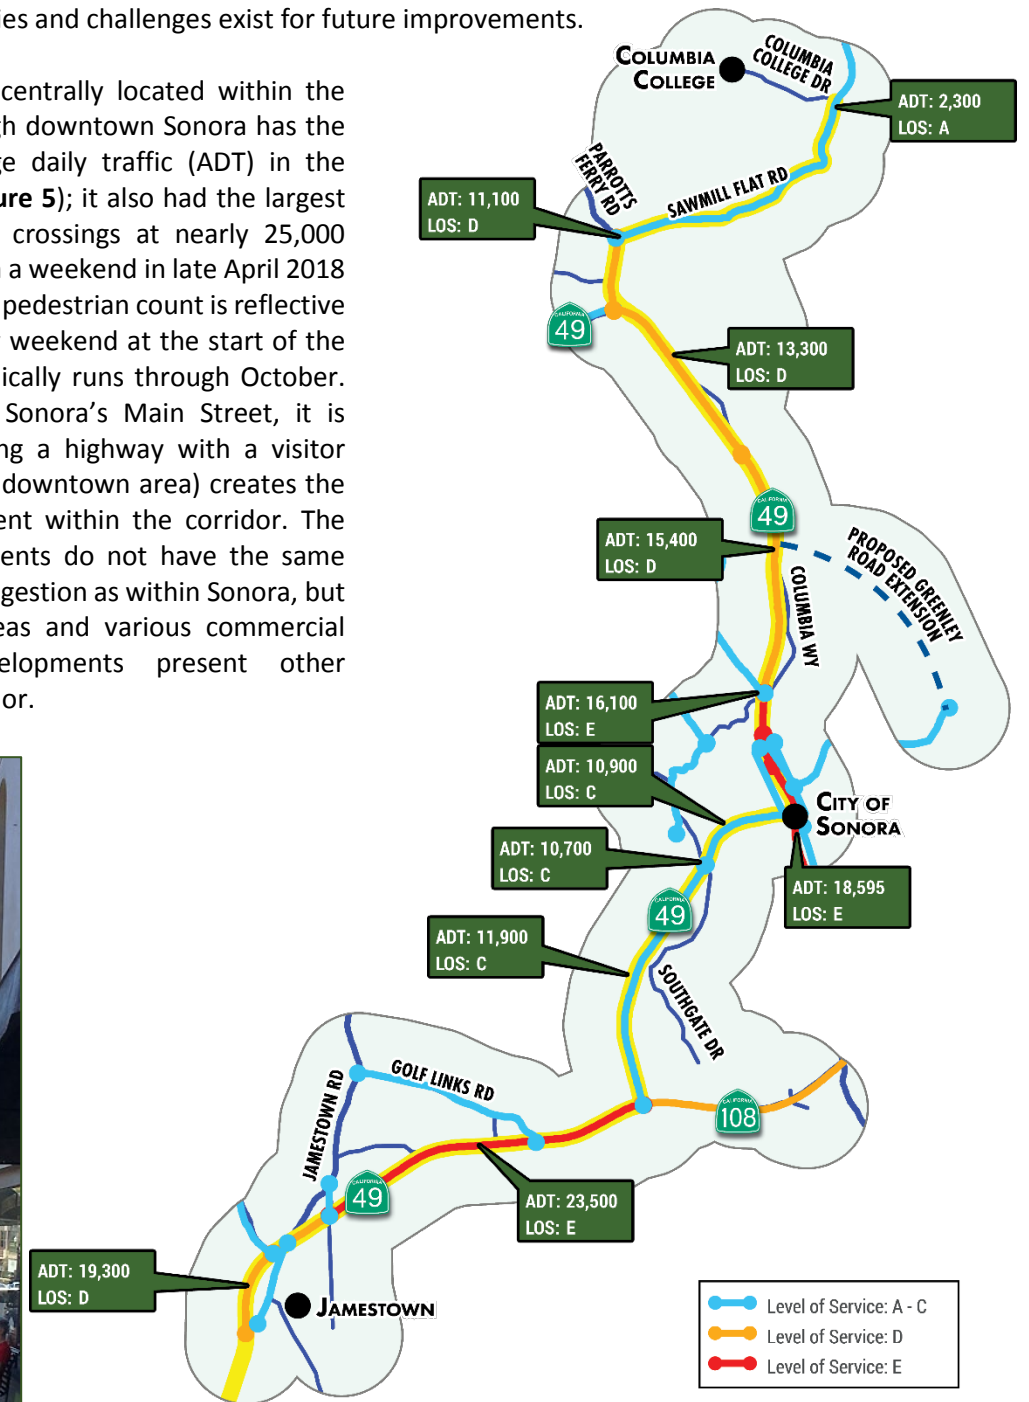 ies and challenges exist for future improvements.
centrally located within the
gh downtown Sonora has the
ge daily traffic (ADT) in the
ure 5); it also had the largest
crossings at nearly 25,000
a weekend in late April 2018
pedestrian count is reflective
weekend at the start of the
ically runs through October.
Sonora's Main Street, it is
ng a highway with a visitor
downtown area) creates the
ent within the corridor. The
ents do not have the same
gestion as within Sonora, but
eas and various commercial
elopments present other
or.
COLUMBIA
COLLEGE
COLUMBIA
COLLEGE DR
ADT: 2,300
LOS: A
PARROTTS
FERRY RD
SAWMILL FLAT RD
ADT: 11,100
LOS: D
CALIFORNIA
49
ADT: 13,300
LOS: D
CALIFORNIA
49
ADT: 15,400
LOS: D
COLUMBIA WY
PROPOSED GREENLEY
ROAD EXTENSION
ADT: 16,100
LOS: E
ADT: 10,900
LOS: C
CITY OF
SONORA
ADT: 10,700
LOS: C
ADT: 18,595
LOS: E
CALIFORNIA
49
ADT: 11,900
LOS: C
SOUTHGATE DR
JAMESTOWN RD
GOLF LINKS RD
CALIFORNIA
108
CALIFORNIA
49
ADT: 23,500
LOS: E
ADT: 19,300
LOS: D
JAMESTOWN
Level of Service: A - C
Level of Service: D
Level of Service: E